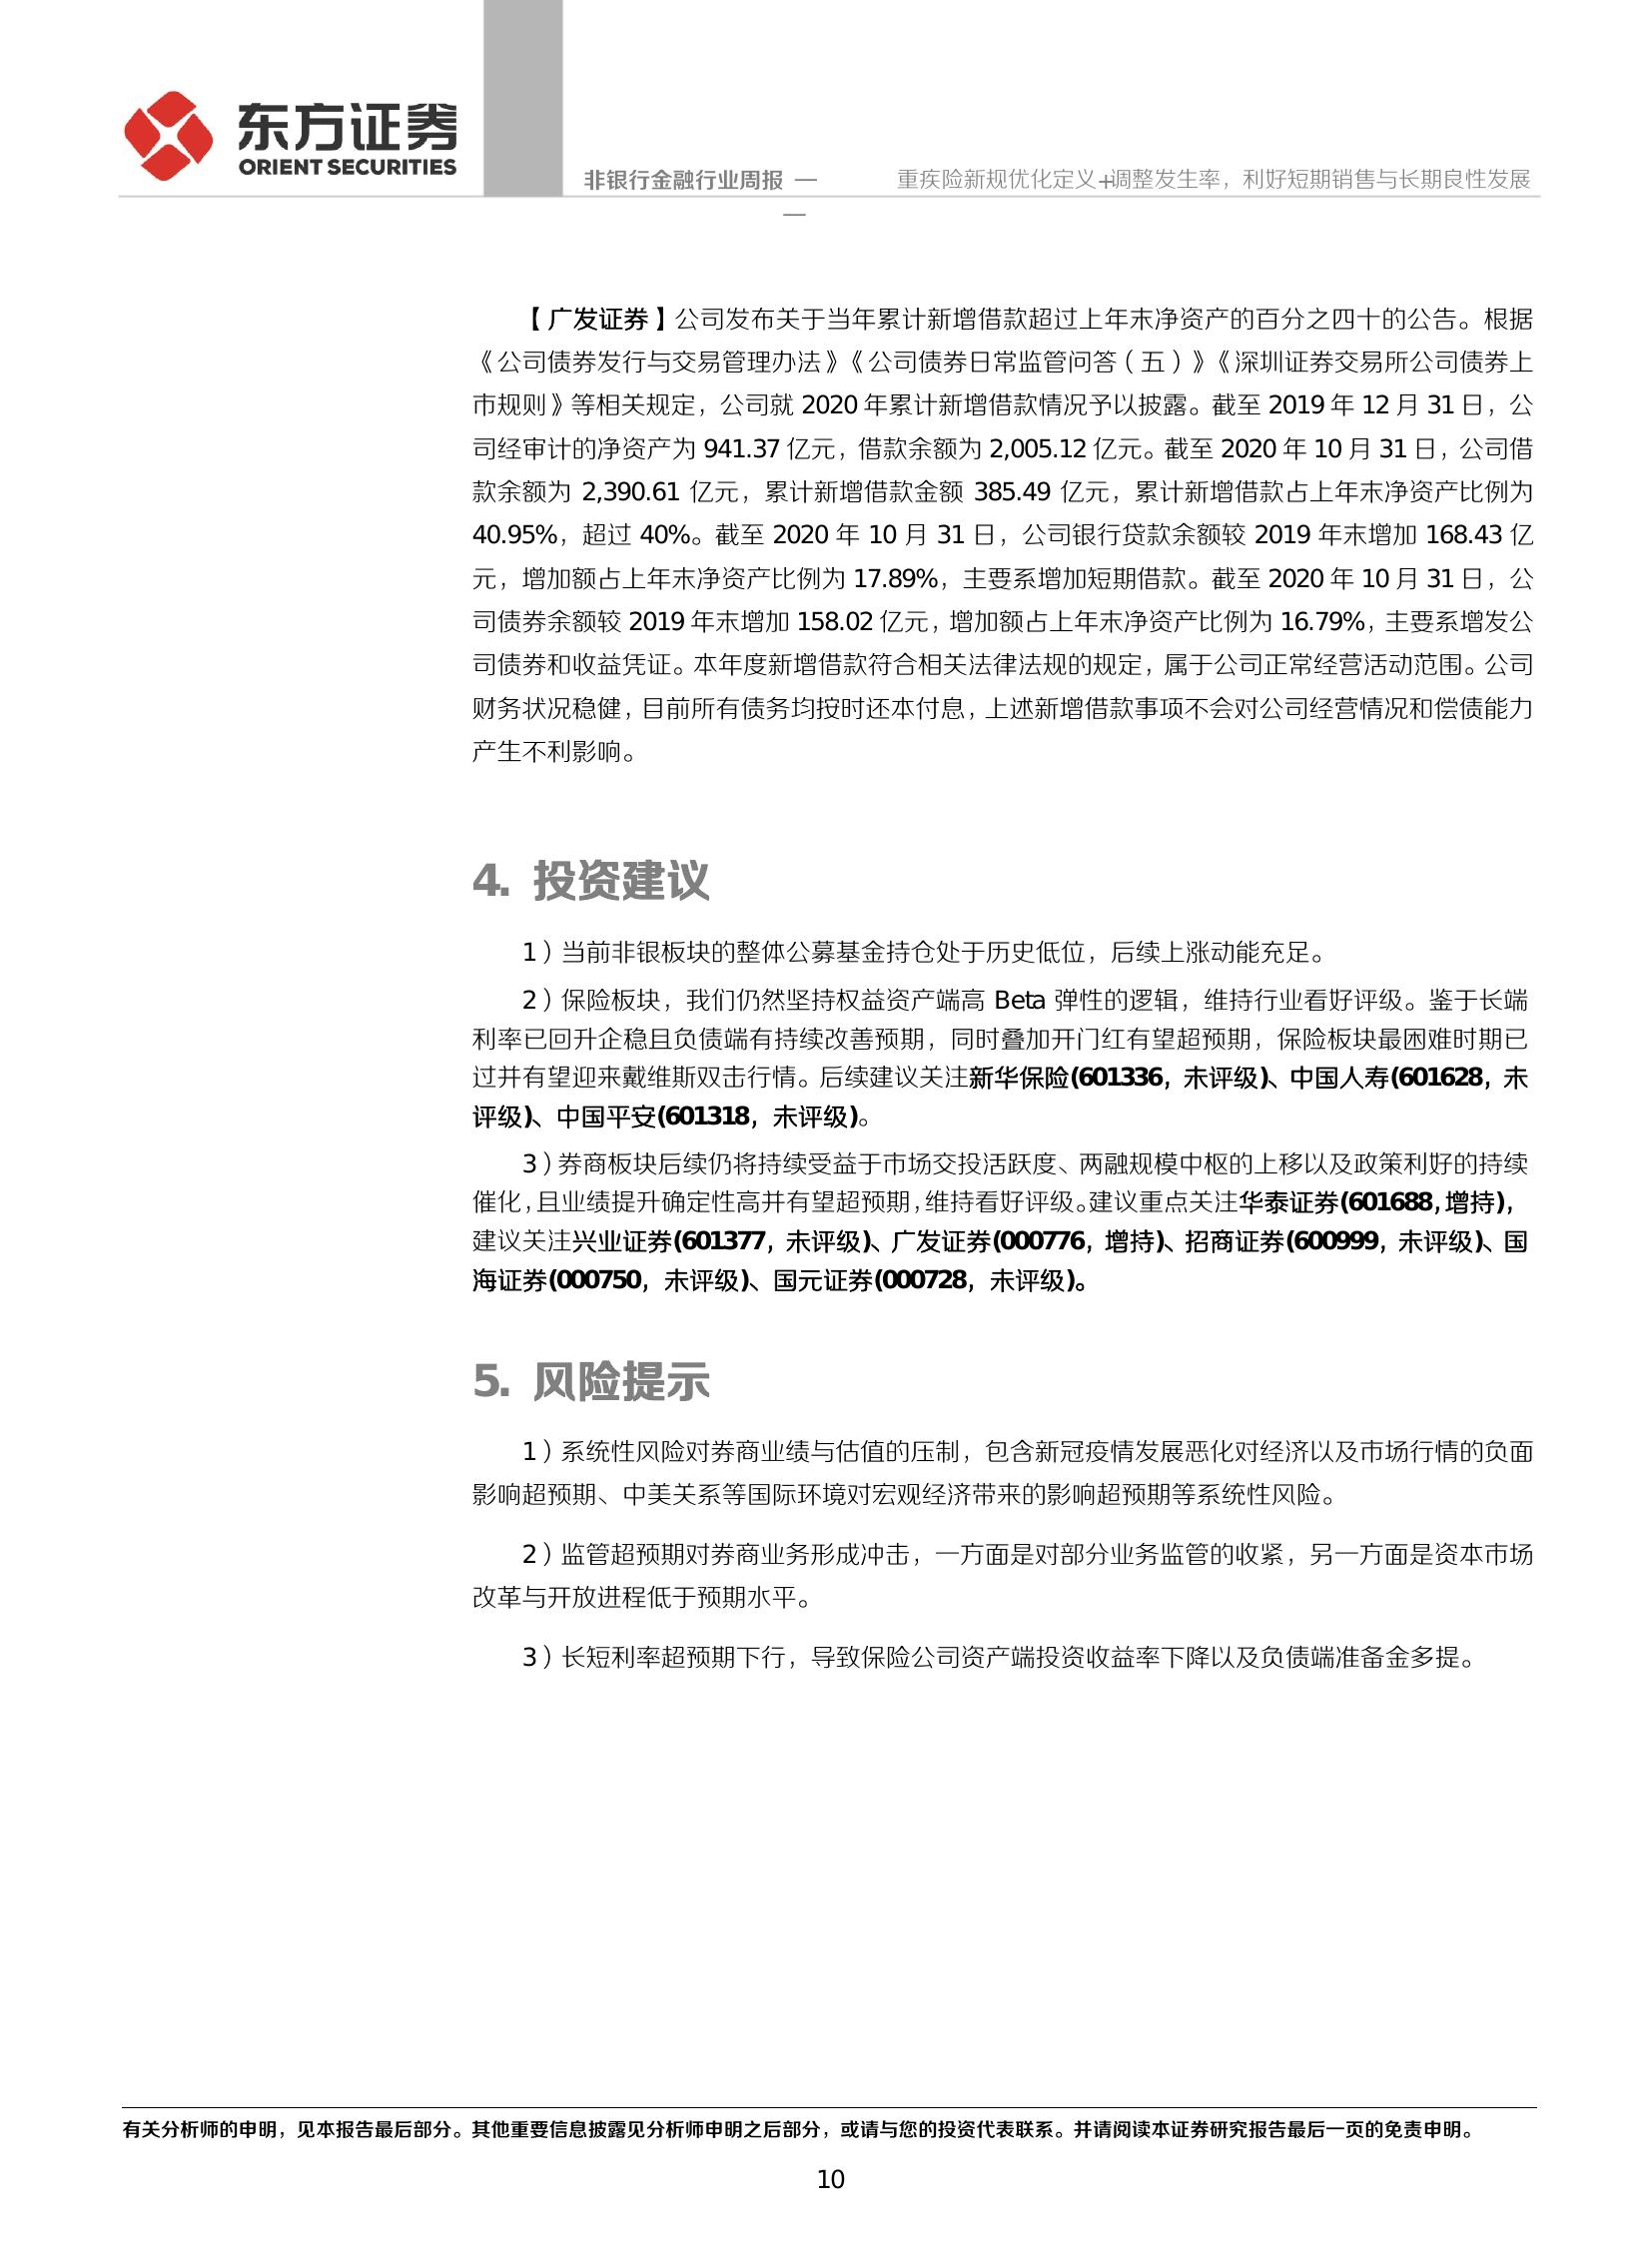 东方证券
ORIENT SECURITIES
非银行金融行业周报 —— 重疾险新规优化定义+调整发生率，利好短期销售与长期良性发展
【广发证券】公司发布关于当年累计新增借款超过上年末净资产的百分之四十的公告。根据
《公司债券发行与交易管理办法》《公司债券日常监管问答（五）》《深圳证券交易所公司债券上
市规则》等相关规定，公司就 2020 年累计新增借款情况予以披露。截至 2019 年 12 月 31 日，公
司经审计的净资产为 941.37 亿元，借款余额为 2,005.12 亿元。截至 2020 年 10 月 31 日，公司借
款余额为 2,390.61 亿元，累计新增借款金额 385.49 亿元，累计新增借款占上年末净资产比例为
40.95%，超过 40%。截至 2020 年 10 月 31 日，公司银行贷款余额较 2019 年末增加 168.43 亿
元，增加额占上年末净资产比例为 17.89%，主要系增加短期借款。截至 2020 年 10 月 31 日，公
司债券余额较 2019 年末增加 158.02 亿元，增加额占上年末净资产比例为 16.79%，主要系增发公
司债券和收益凭证。本年度新增借款符合相关法律法规的规定，属于公司正常经营活动范围。公司
财务状况稳健，目前所有债务均按时还本付息，上述新增借款事项不会对公司经营情况和偿债能力
产生不利影响。
4. 投资建议
1）当前非银板块的整体公募基金持仓处于历史低位，后续上涨动能充足。
2）保险板块，我们仍然坚持权益资产端高 Beta 弹性的逻辑，维持行业看好评级。鉴于长端
利率已回升企稳且负债端有持续改善预期，同时叠加开门红有望超预期，保险板块最困难时期已
过并有望迎来戴维斯双击行情。后续建议关注新华保险(601336，未评级)、中国人寿(601628，未
评级)、中国平安(601318，未评级)。
3）券商板块后续仍将持续受益于市场交投活跃度、两融规模中枢的上移以及政策利好的持续
催化，且业绩提升确定性高并有望超预期，维持看好评级。建议重点关注华泰证券(601688，增持)，
建议关注兴业证券(601377，未评级)、广发证券(000776，增持)、招商证券(600999，未评级)、国
海证券(000750，未评级)、国元证券(000728，未评级)。
5. 风险提示
1）系统性风险对券商业绩与估值的压制，包含新冠疫情发展恶化对经济以及市场行情的负面
影响超预期、中美关系等国际环境对宏观经济带来的影响超预期等系统性风险。
2）监管超预期对券商业务形成冲击，一方面是对部分业务监管的收紧，另一方面是资本市场
改革与开放进程低于预期水平。
3）长短利率超预期下行，导致保险公司资产端投资收益率下降以及负债端准备金多提。
有关分析师的申明，见本报告最后部分。其他重要信息披露见分析师申明之后部分，或请与您的投资代表联系。并请阅读本证券研究报告最后一页的免责申明。
10